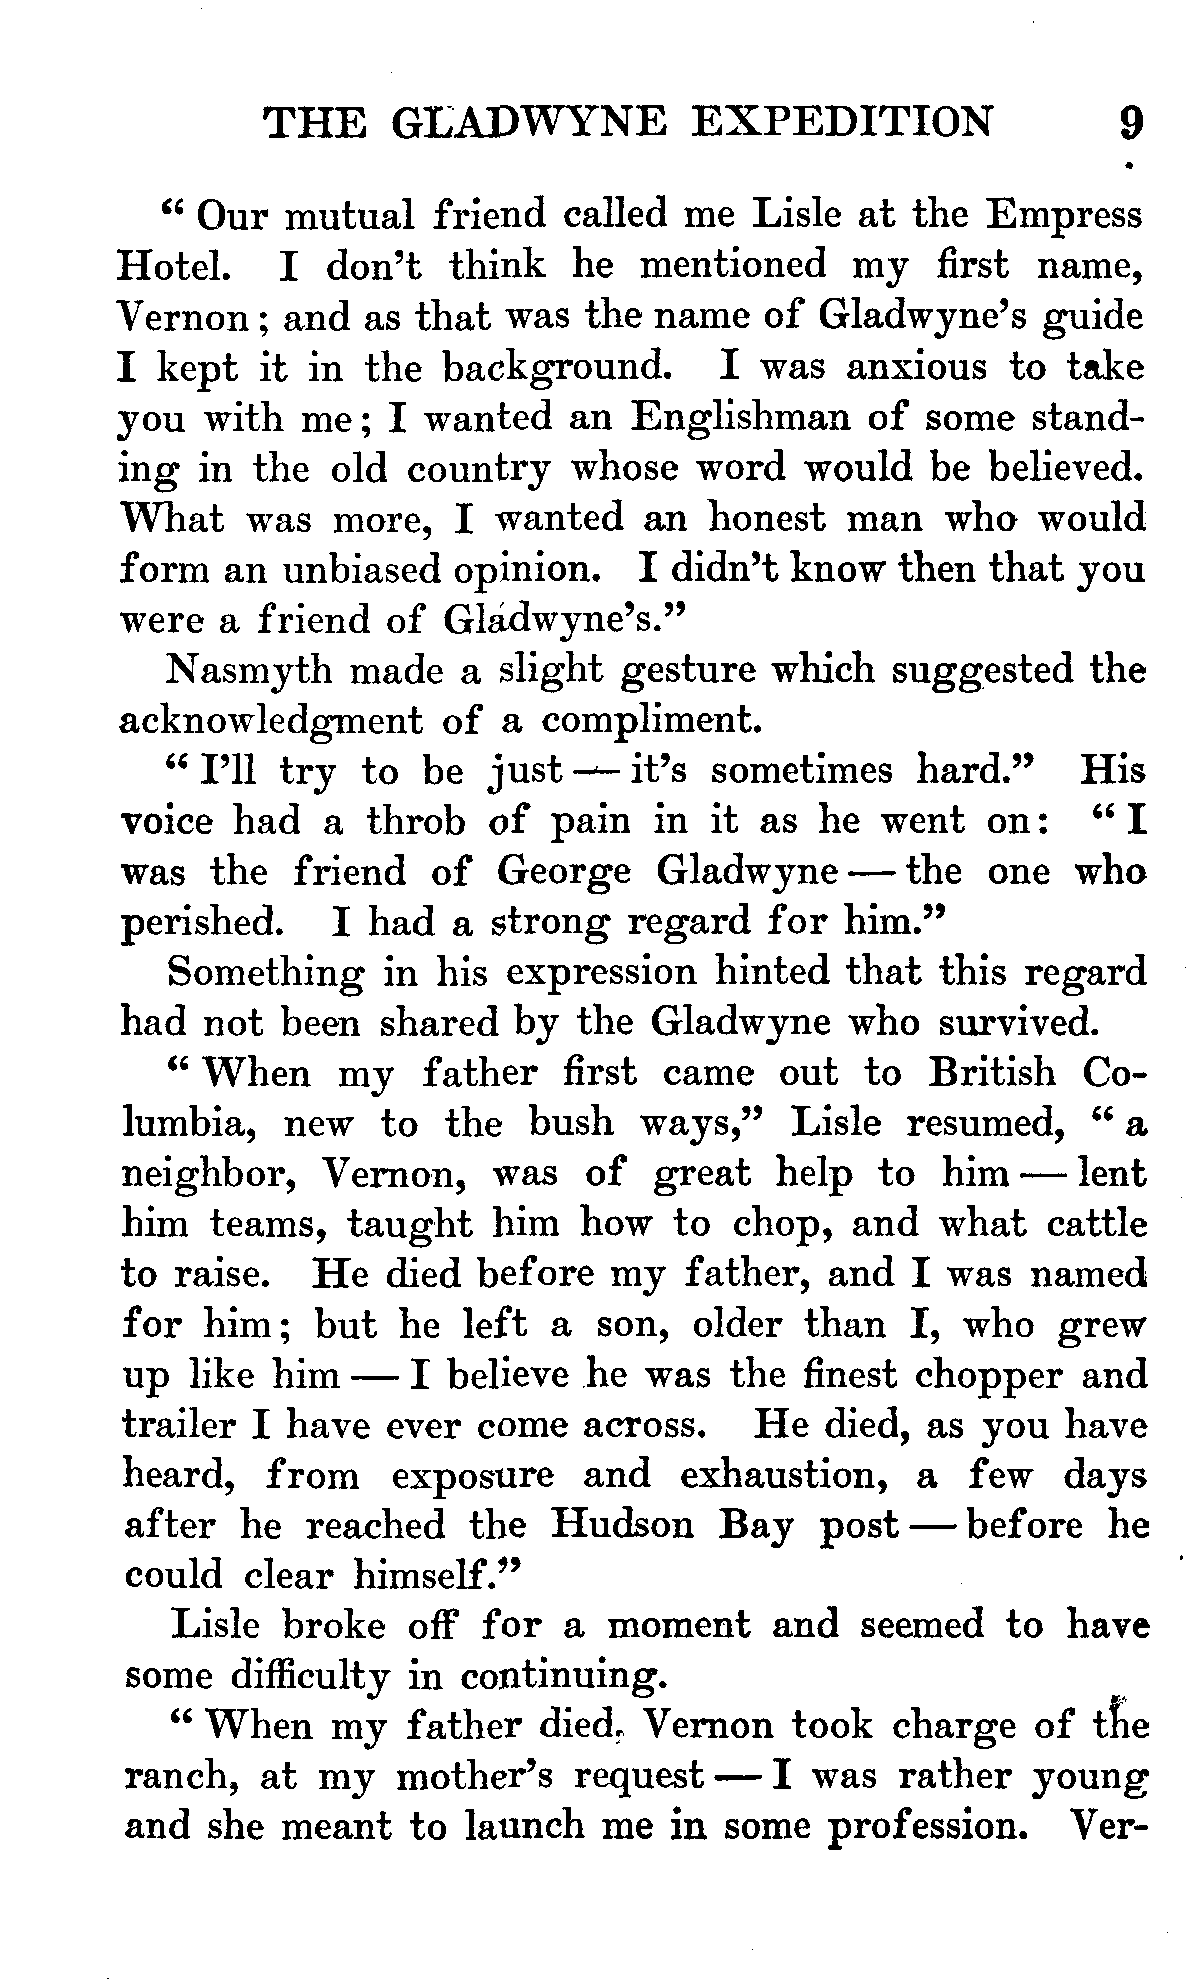 THE GLADWYNE EXPEDITION 9
“ Our mutual friend called me Lisle at the Empress
Hotel. I don’t think he mentioned my first name,
Vernon ; and as that was the name of Gladwyne’s guide
I kept it in the background. I was anxious to take
you with me ; I wanted an Englishman of some stand-
ing in the old country whose word would be believed.
What was more, I wanted an honest man who would
form an unbiased opinion. I didn’t know then that you
were a friend of Gladwyne’s.”
Nasmyth made a slight gesture which suggested the
acknowledgment of a compliment.
“ I’ll try to be just — it’s sometimes hard.” His
voice had a throb of pain in it as he went on: “ I
was the friend of George Gladwyne — the one who
perished. I had a strong regard for him.”
Something in his expression hinted that this regard
had not been shared by the Gladwyne who survived.
“ When my father first came out to British Co-
lumbia, new to the bush ways,” Lisle resumed, “ a
neighbor, Vernon, was of great help to him — lent
him teams, taught him how to chop, and what cattle
to raise. He died before my father, and I was named
for him ; but he left a son, older than I, who grew
up like him — I believe he was the finest chopper and
trailer I have ever come across. He died, as you have
heard, from exposure and exhaustion, a few days
after he reached the Hudson Bay post — before he
could clear himself.”
Lisle broke off for a moment and seemed to have
some difficulty in continuing.
“ When my father died, Vernon took charge of the
ranch, at my mother’s request — I was rather young
and she meant to launch me in some profession. Ver-